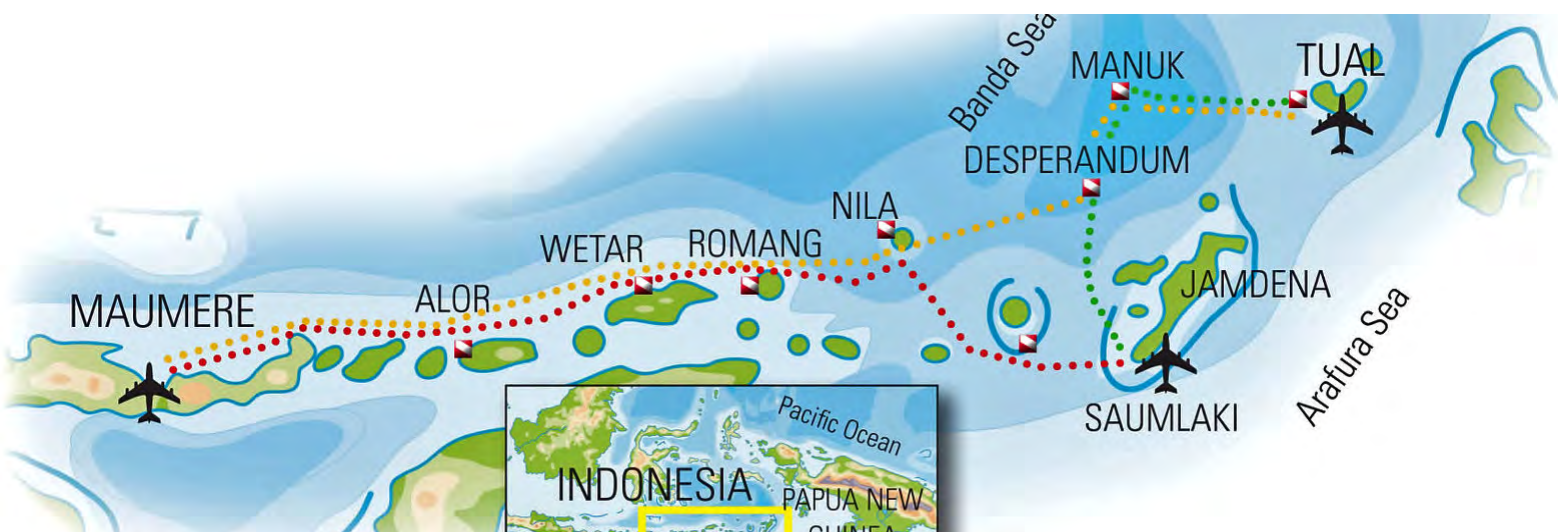 Banda Sea
MANUK
TUAL
DESPERANDUM
NILA
WETAR
ROMANG
MAUMERE
ALOR
JAMDENA
Arafura Sea
SAUMLAKI
Pacific Ocean
INDONESIA
PAPUA NEW
GUINEA